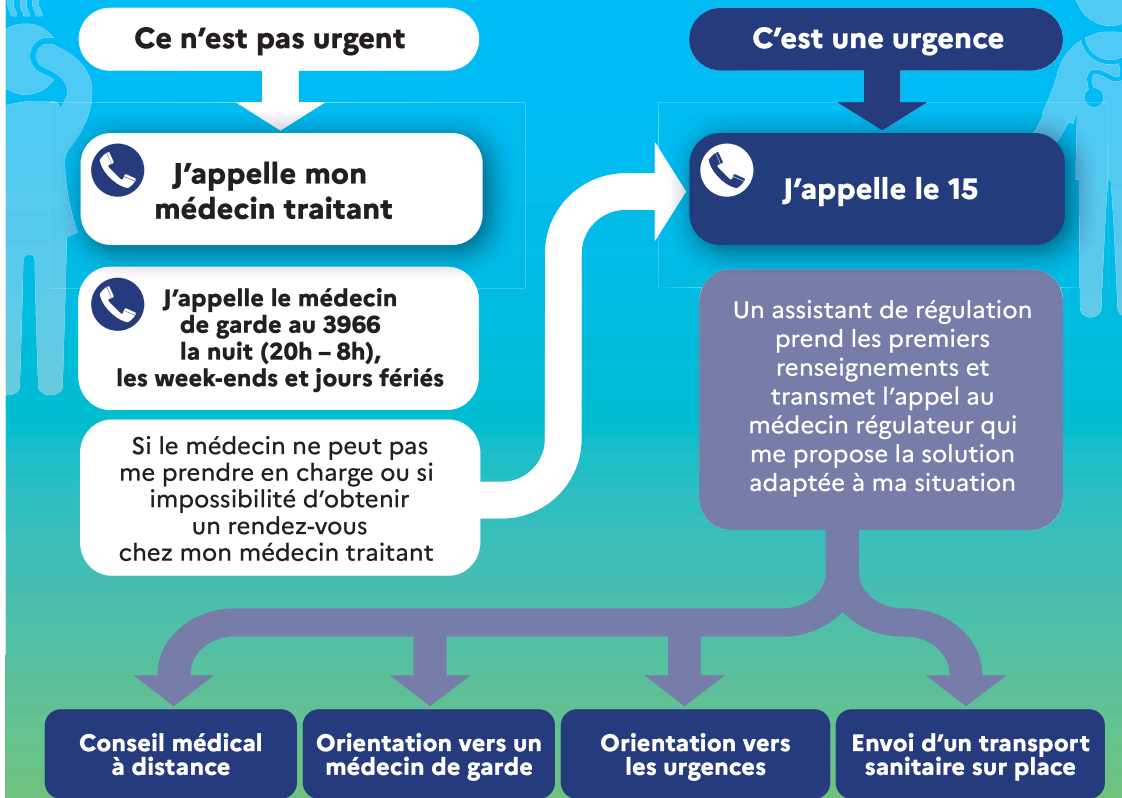 Ce n’est pas urgent
J’appelle mon
médecin traitant
J’appelle le médecin
de garde au 3966
la nuit (20h – 8h),
les week-ends et jours fériés
Si le médecin ne peut pas
me prendre en charge ou si
impossibilité d’obtenir
un rendez-vous
chez mon médecin traitant
C’est une urgence
J’appelle le 15
Un assistant de régulation
prend les premiers
renseignements et
transmet l’appel au
médecin régulateur qui
me propose la solution
adaptée à ma situation
Conseil médical
à distance
Orientation vers un
médecin de garde
Orientation vers
les urgences
Envoi d’un transport
sanitaire sur place